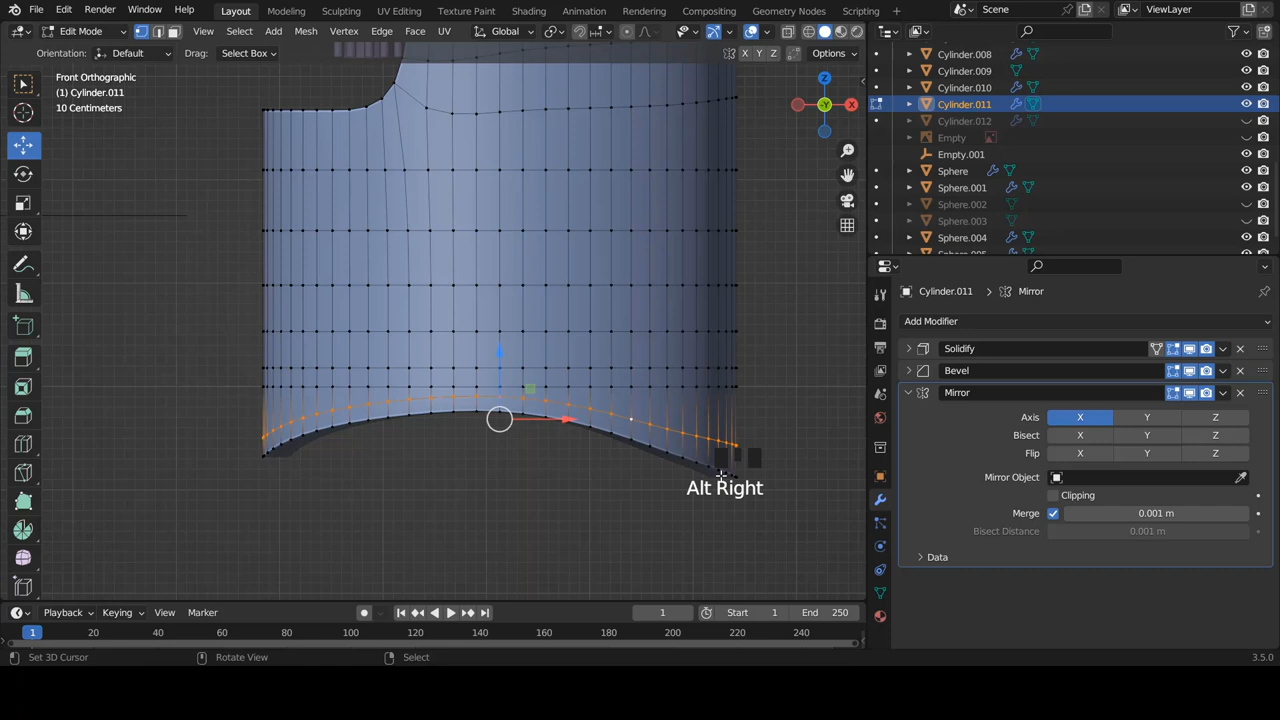 File Edit Render Window Help Layout Modeling Sculpting UV Editing Texture Paint Shading Animation Rendering Compositing Geometry Nodes Scripting Scene ViewLayer
Edit Mode View Select Add Mesh Vertex Edge Face UV Global
Orientation: Default Drag: Select Box X Y Z Options
Front Orthographic
(1) Cylinder.011
10 Centimeters
Z
X
-Y
Alt Right
Cylinder.008
Cylinder.009
Cylinder.010
Cylinder.011
Cylinder.012
Empty
Empty.001
Sphere
Sphere.001
Sphere.002
Sphere.003
Sphere.004
Sphere.005
Cylinder.011 > Mirror
Add Modifier
Solidify
Bevel
Mirror
Axis X Y Z
Bisect X Y Z
Flip X Y Z
Mirror Object
Clipping
Merge 0.001 m
Bisect Distance 0.001 m
Data
Playback Keying View Marker 1 Start 1 End 250
1 20 40 60 80 100 120 140 160 180 200 220 240
Set 3D Cursor Rotate View Select 3.5.0